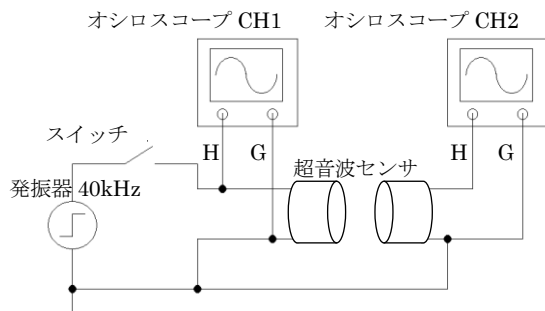 オシロスコープ CH1
オシロスコープ CH2
スイッチ
H
G
H
G
超音波センサ
発振器 40kHz